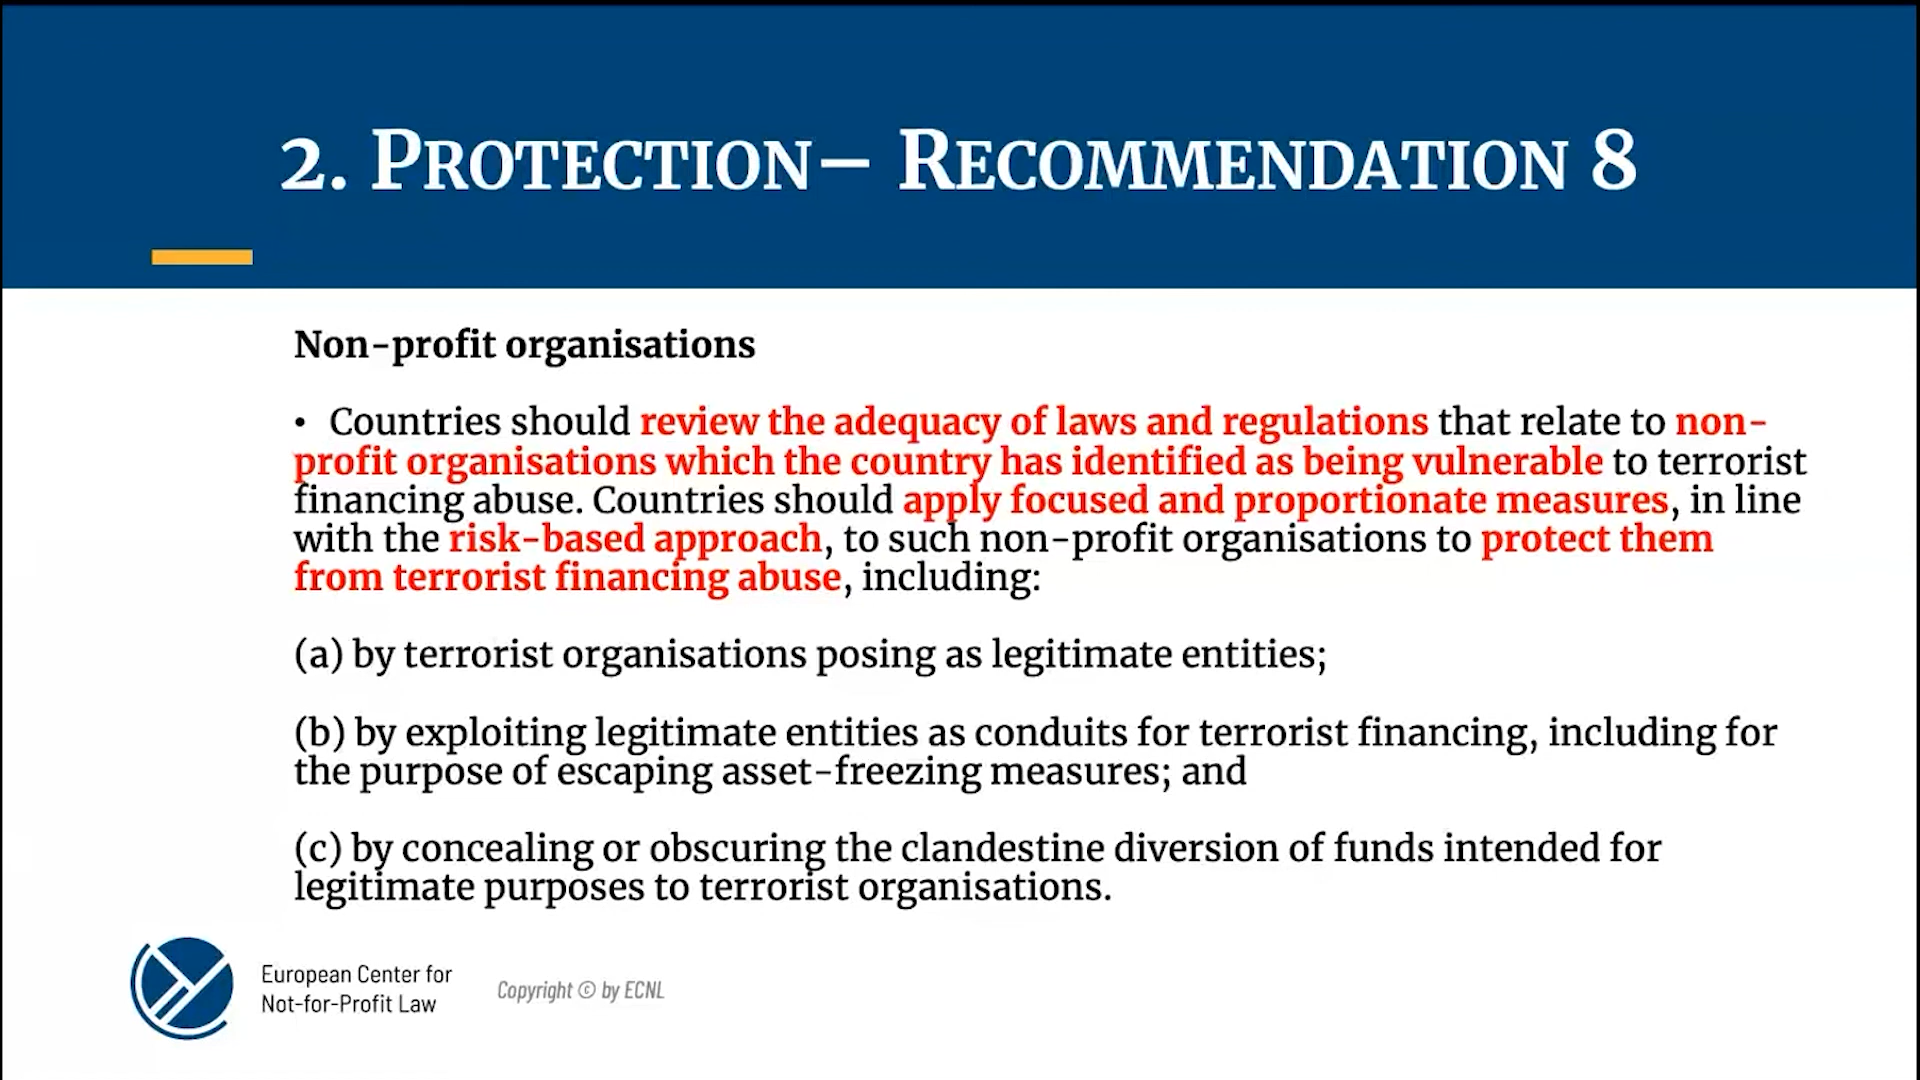 2. PROTECTION– RECOMMENDATION 8
Non-profit organisations
• Countries should review the adequacy of laws and regulations that relate to non-
profit organisations which the country has identified as being vulnerable to terrorist
financing abuse. Countries should apply focused and proportionate measures, in line
with the risk-based approach, to such non-profit organisations to protect them
from terrorist financing abuse, including:
(a) by terrorist organisations posing as legitimate entities;
(b) by exploiting legitimate entities as conduits for terrorist financing, including for
the purpose of escaping asset-freezing measures; and
(c) by concealing or obscuring the clandestine diversion of funds intended for
legitimate purposes to terrorist organisations.
European Center for
Not-for-Profit Law
Copyright © by ECNL